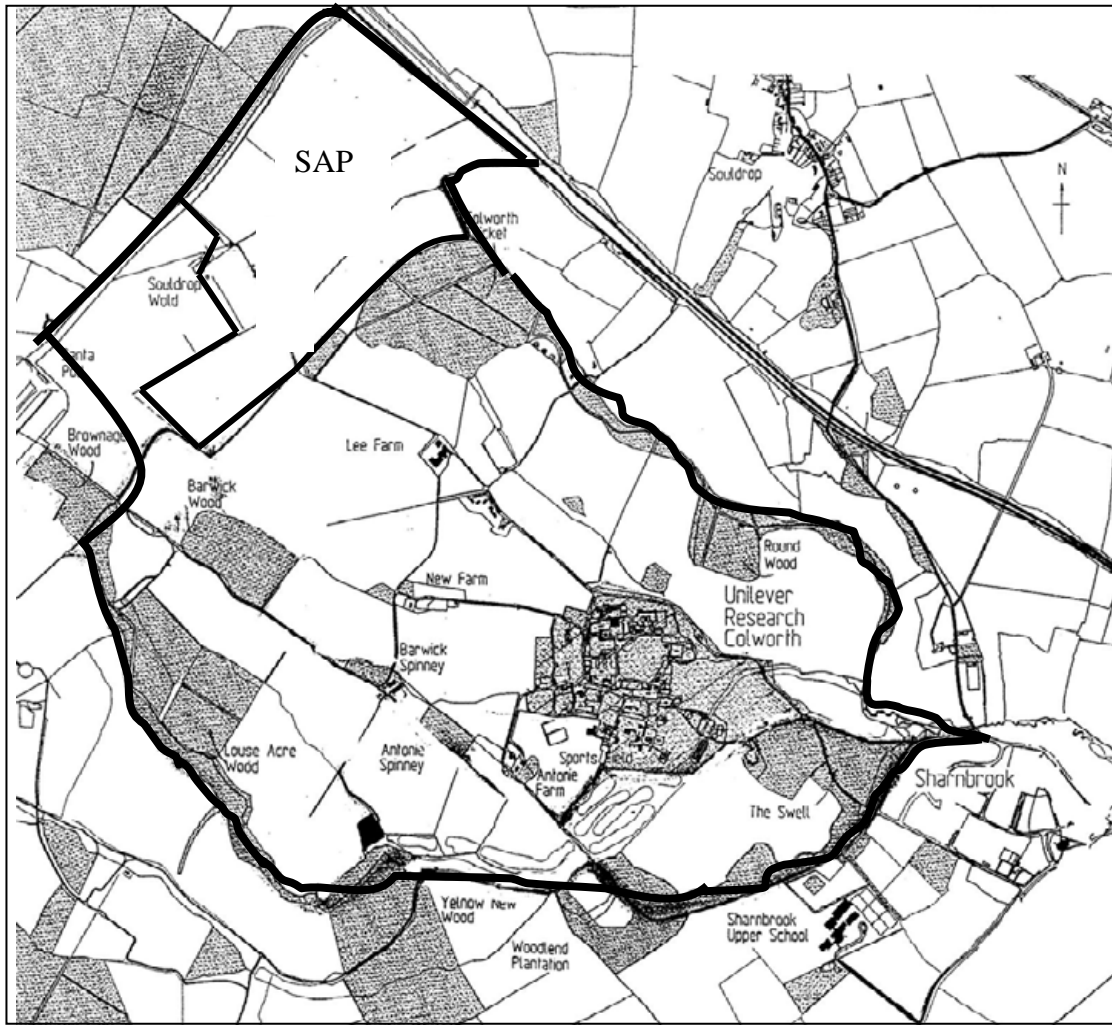 SAP
Souldrop
N
Souldrop
Wold
Brownage
Wood
Lee Farm
Barwick
Wood
Round
Wood
New Farm
Unilever
Research
Colworth
Barwick
Spinney
Louse Acre
Wood
Antonie
Spinney
Sports Field
Antonie
Farm
The Swell
Sharnbrook
Yelnow New
Wood
Woodlend
Plantation
Sharnbrook
Upper School